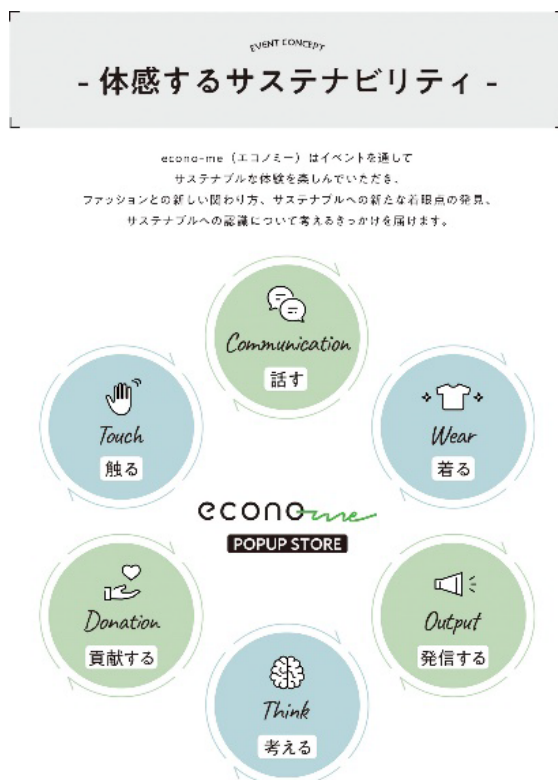 EVENT CONCEPT
- 体感するサステナビリティ -
econo-me（エコノミー）はイベントを通して
サステナブルな体験を楽しんでいただき、
ファッションとの新しい関わり方、サステナブルへの新たな着眼点の発見、
サステナブルへの認識について考えるきっかけを届けます。
Communication
話す
Touch
触る
Wear
着る
econo-me
POPUP STORE
Donation
貢献する
Output
発信する
Think
考える